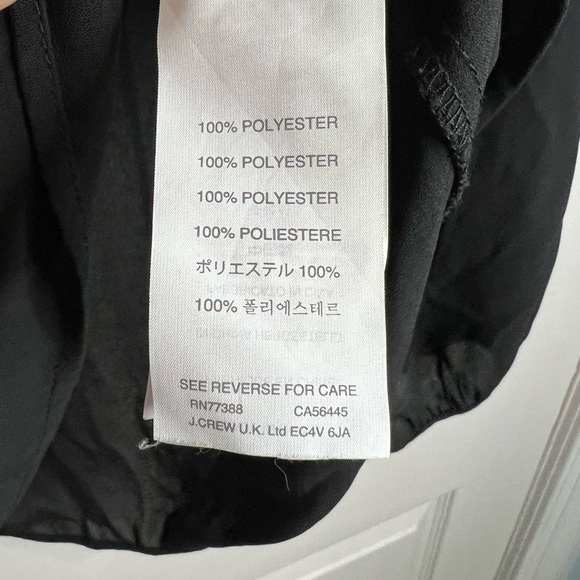 100% POLYESTER
100% POLYESTER
100% POLYESTER
100% POLIESTERE
ポリエステル 100%
100% 폴리에스테르
SEE REVERSE FOR CARE
RN77388 CA56445
J.CREW U.K. Ltd EC4V 6JA